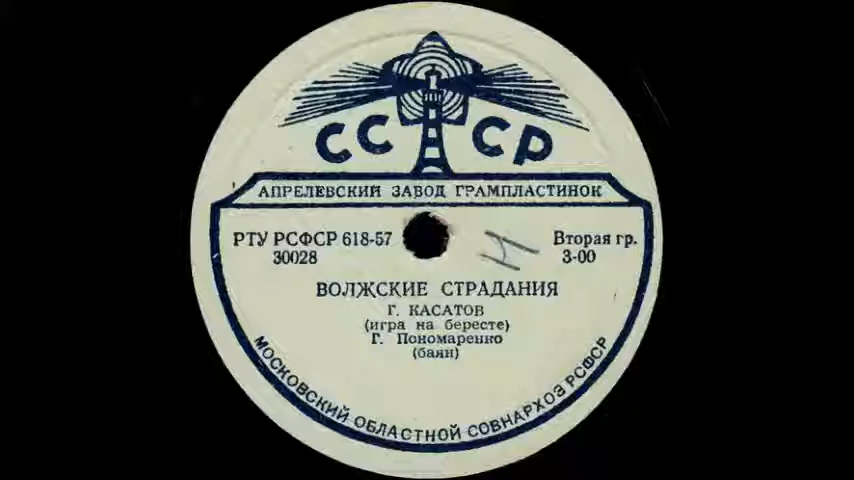 СССР
АПРЕЛЕВСКИЙ ЗАВОД ГРАМПЛАСТИНОК
РТУ РСФСР 618-57
30028
Вторая гр.
3-00
ВОЛЖСКИЕ СТРАДАНИЯ
Г. КАСАТОВ
(игра на бересте)
Г. Пономаренко
(баян)
МОСКОВСКИЙ ОБЛАСТНОЙ СОВНАРХОЗ РСФСР